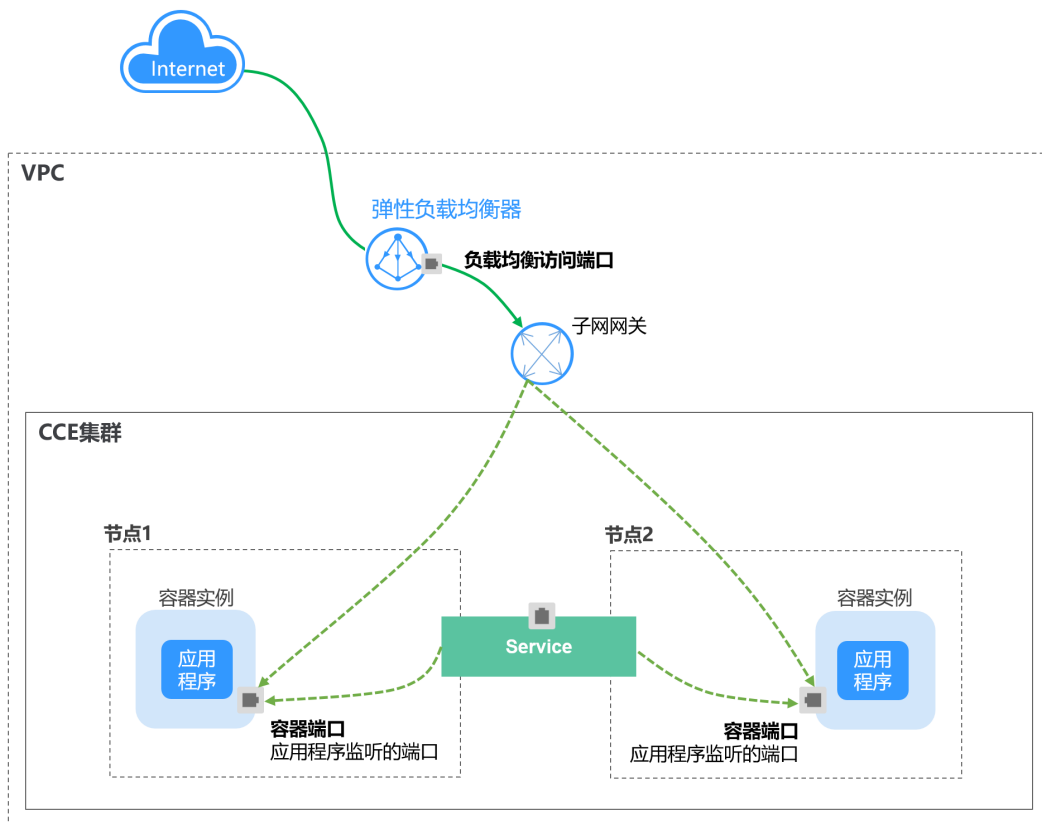 Internet
VPC
弹性负载均衡器
负载均衡访问端口
子网网关
CCE集群
节点1
节点2
容器实例
容器实例
应用
程序
Service
应用
程序
容器端口
应用程序监听的端口
容器端口
应用程序监听的端口